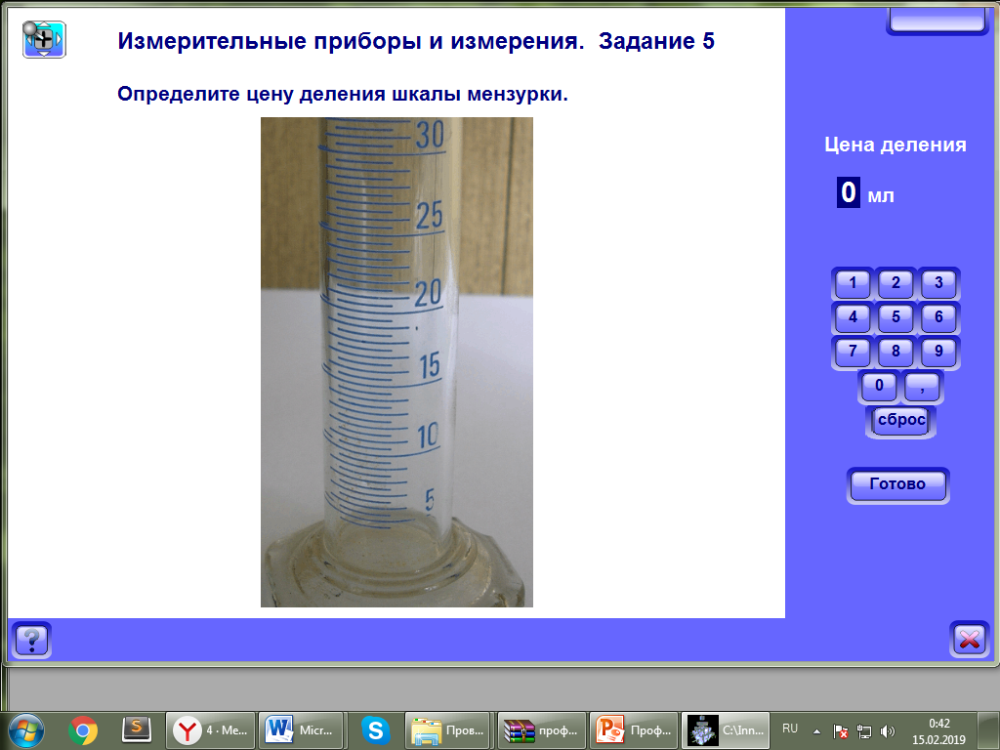 Измерительные приборы и измерения.  Задание 5
Определите цену деления шкалы мензурки.
30
25
20
15
10
5
Цена деления
0 мл
1 2 3
4 5 6
7 8 9
0 ,
сброс
Готово
?
4 · Ме...
Micr...
Пров...
проф...
Проф...
C:\Inn...
RU
0:42
15.02.2019